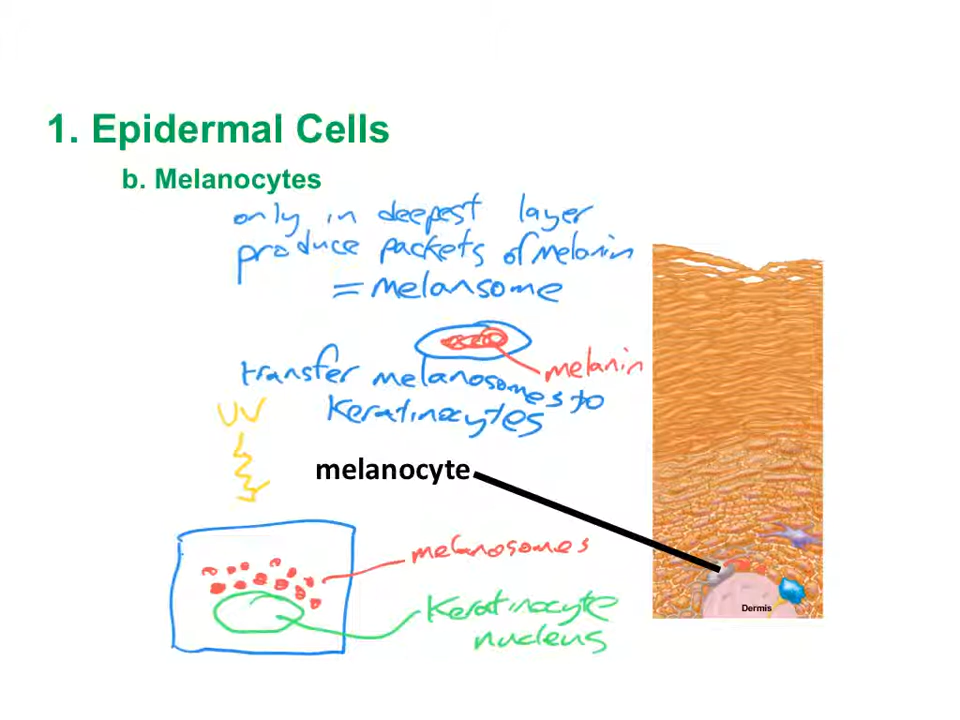 1. Epidermal Cells
b. Melanocytes
only in deepest layer
produce packets of melanin
= melansome
melanin
transfer melanosomes to
Keratinocytes
UV
melanocyte
melanosomes
Keratinocyte
nucleus
Dermis